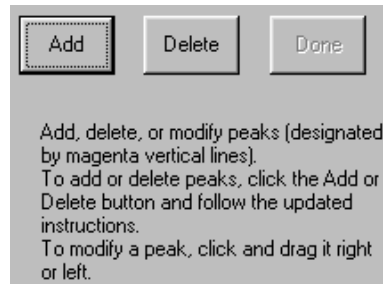 Add Delete Done
Add, delete, or modify peaks (designated
by magenta vertical lines).
To add or delete peaks, click the Add or
Delete button and follow the updated
instructions.
To modify a peak, click and drag it right
or left.